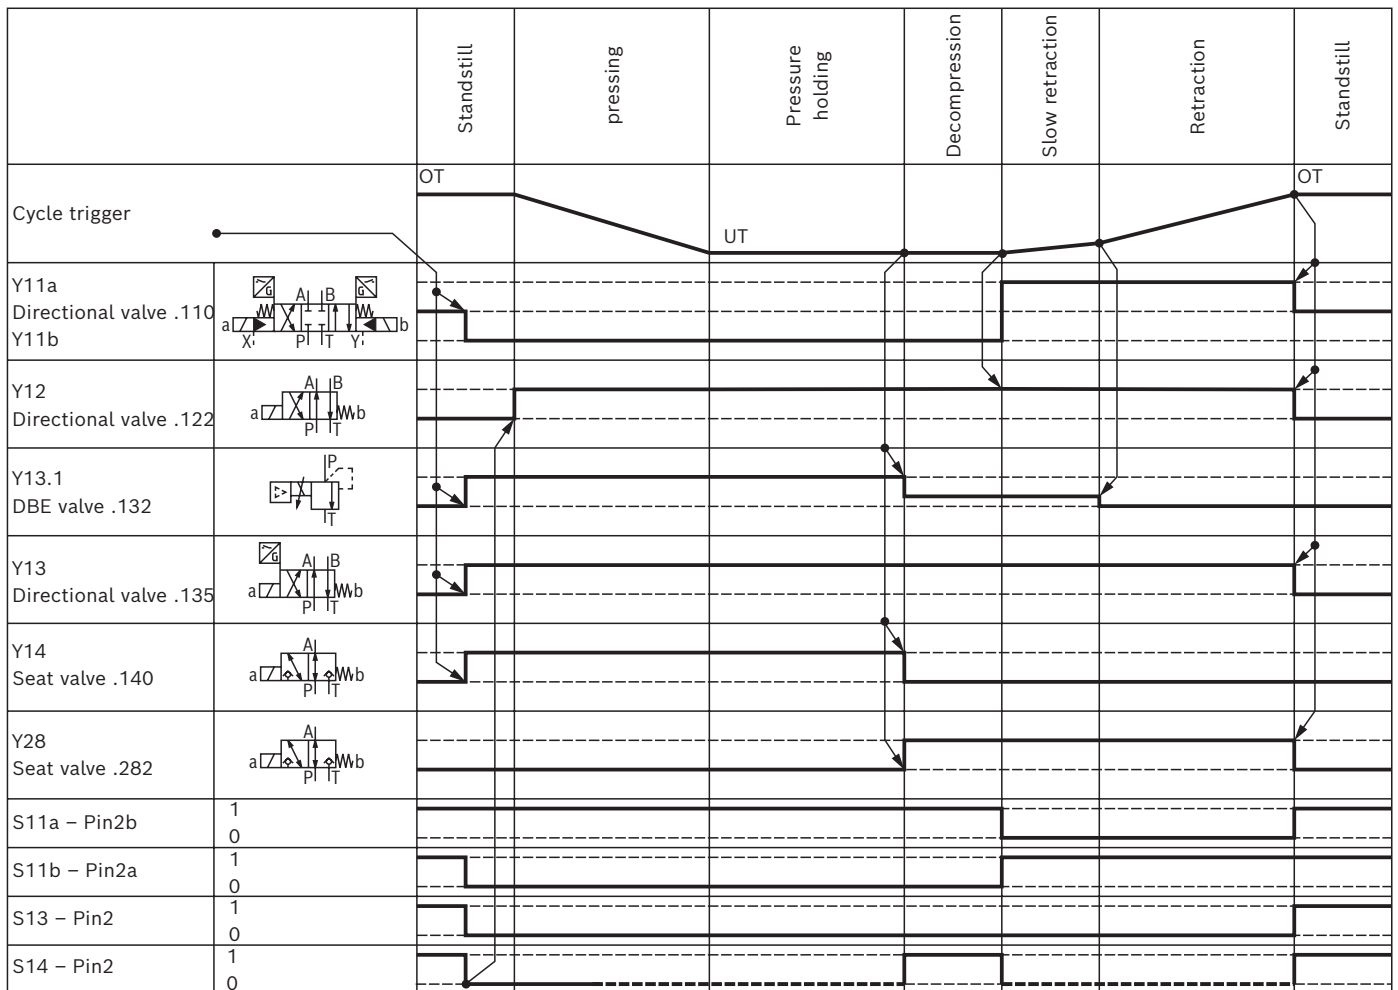 Standstill
pressing
Pressure
holding
Decompression
Slow retraction
Retraction
Standstill
OT
OT
Cycle trigger
UT
Y11a
Directional valve .110
Y11b
G
G
A B
a b
X P T Y
Y12
Directional valve .122
A B
a b
P T
Y13.1
DBE valve .132
P
T
Y13
Directional valve .135
G
A B
a b
P T
Y14
Seat valve .140
A
a b
P T
Y28
Seat valve .282
A
a b
P T
S11a – Pin2b
1
0
S11b – Pin2a
1
0
S13 – Pin2
1
0
S14 – Pin2
1
0